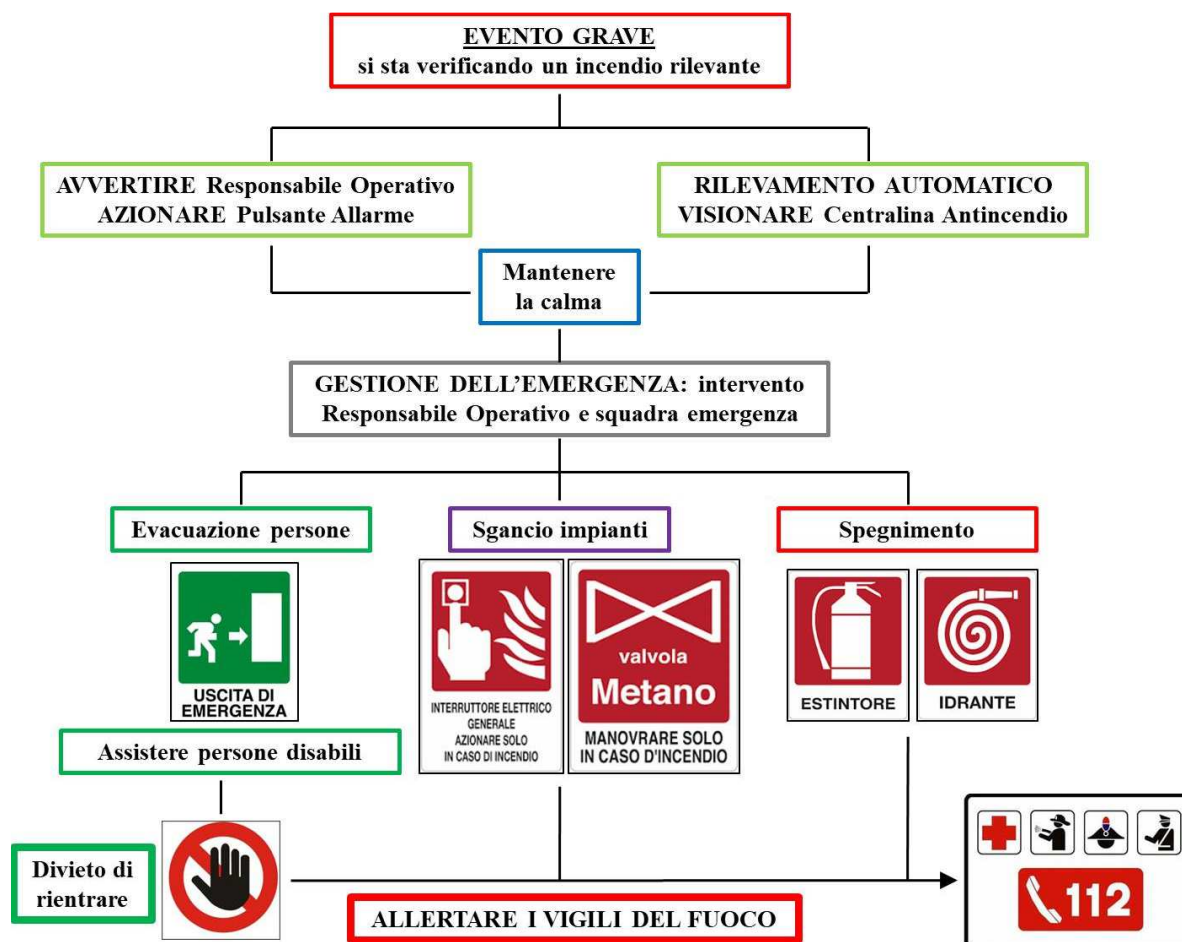 EVENTO GRAVE
si sta verificando un incendio rilevante
AVVERTIRE Responsabile Operativo
AZIONARE Pulsante Allarme
RILEVAMENTO AUTOMATICO
VISIONARE Centralina Antincendio
Mantenere
la calma
GESTIONE DELL’EMERGENZA: intervento
Responsabile Operativo e squadra emergenza
Evacuazione persone
USCITA DI
EMERGENZA
Assistere persone disabili
Divieto di
rientrare
Sgancio impianti
INTERRUTTORE ELETTRICO
GENERALE
AZIONARE SOLO
IN CASO DI INCENDIO
valvola
Metano
MANOVRARE SOLO
IN CASO D'INCENDIO
Spegnimento
ESTINTORE
IDRANTE
ALLERTARE I VIGILI DEL FUOCO
112